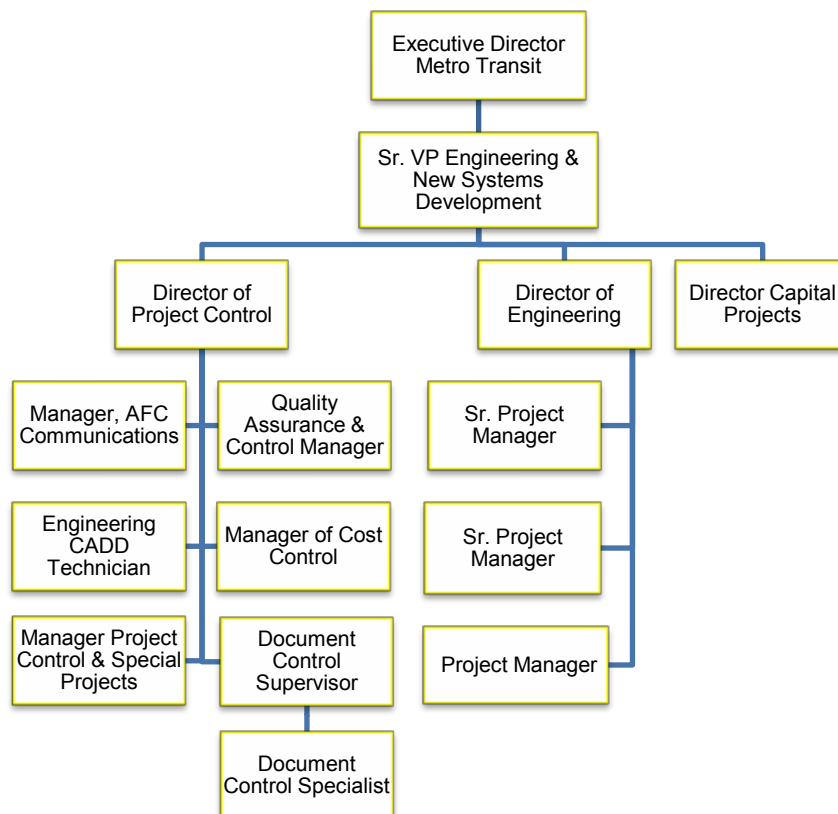 Executive Director
Metro Transit
Sr. VP Engineering &
New Systems
Development
Director of
Project Control
Director of
Engineering
Director Capital
Projects
Manager, AFC
Communications
Quality
Assurance &
Control Manager
Sr. Project
Manager
Engineering
CADD
Technician
Manager of Cost
Control
Sr. Project
Manager
Manager Project
Control & Special
Projects
Document
Control
Supervisor
Project Manager
Document
Control Specialist